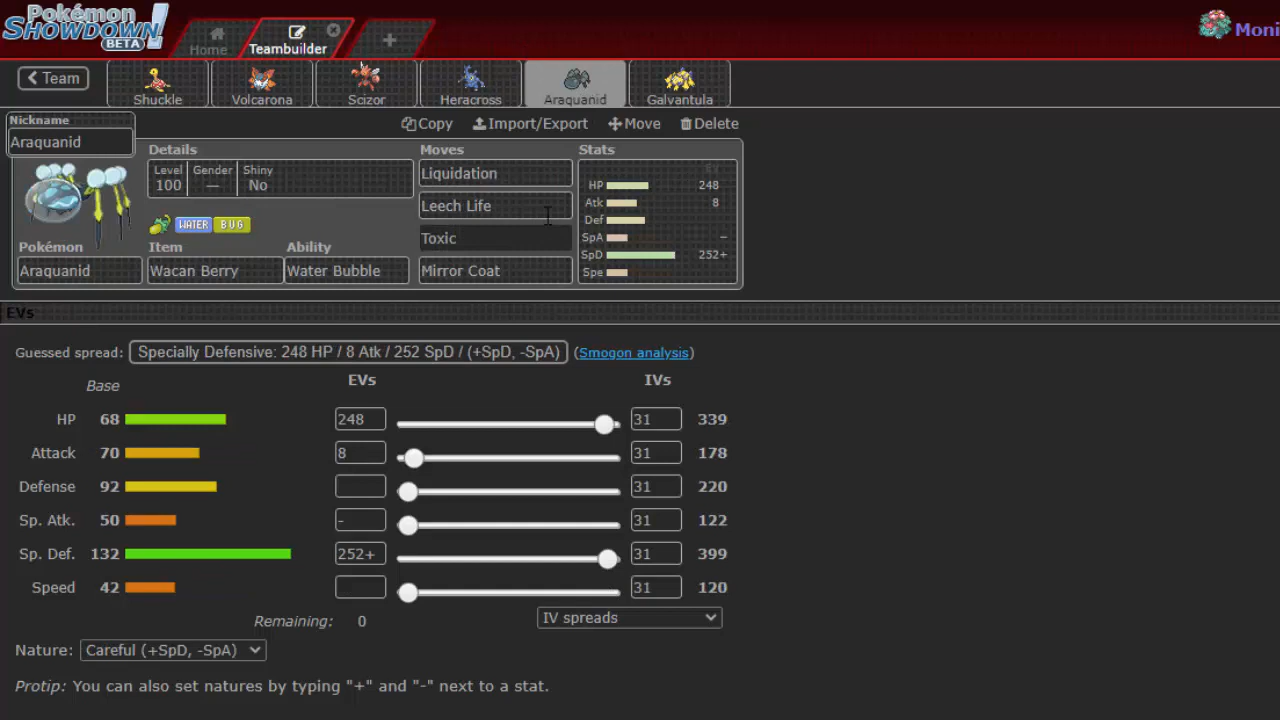 Pokémon
SHOWDOWN!
BETA
Home
Teambuilder
+
Moni
< Team
Shuckle
Volcarona
Scizor
Heracross
Araquanid
Galvantula
Nickname
Araquanid
Copy
Import/Export
Move
Delete
Details
Level
100
Gender
—
Shiny
No
WATER
BUG
Pokémon
Araquanid
Item
Wacan Berry
Ability
Water Bubble
Moves
Liquidation
Leech Life
Toxic
Mirror Coat
Stats
EV
HP 248
Atk 8
Def
SpA −
SpD 252+
Spe
EVs
Guessed spread: Specially Defensive: 248 HP / 8 Atk / 252 SpD / (+SpD, -SpA) (Smogon analysis)
Base EVs IVs
HP 68 248 31 339
Attack 70 8 31 178
Defense 92 31 220
Sp. Atk. 50 - 31 122
Sp. Def. 132 252+ 31 399
Speed 42 31 120
Remaining: 0
IV spreads
Nature: Careful (+SpD, -SpA)
Protip: You can also set natures by typing "+" and "-" next to a stat.